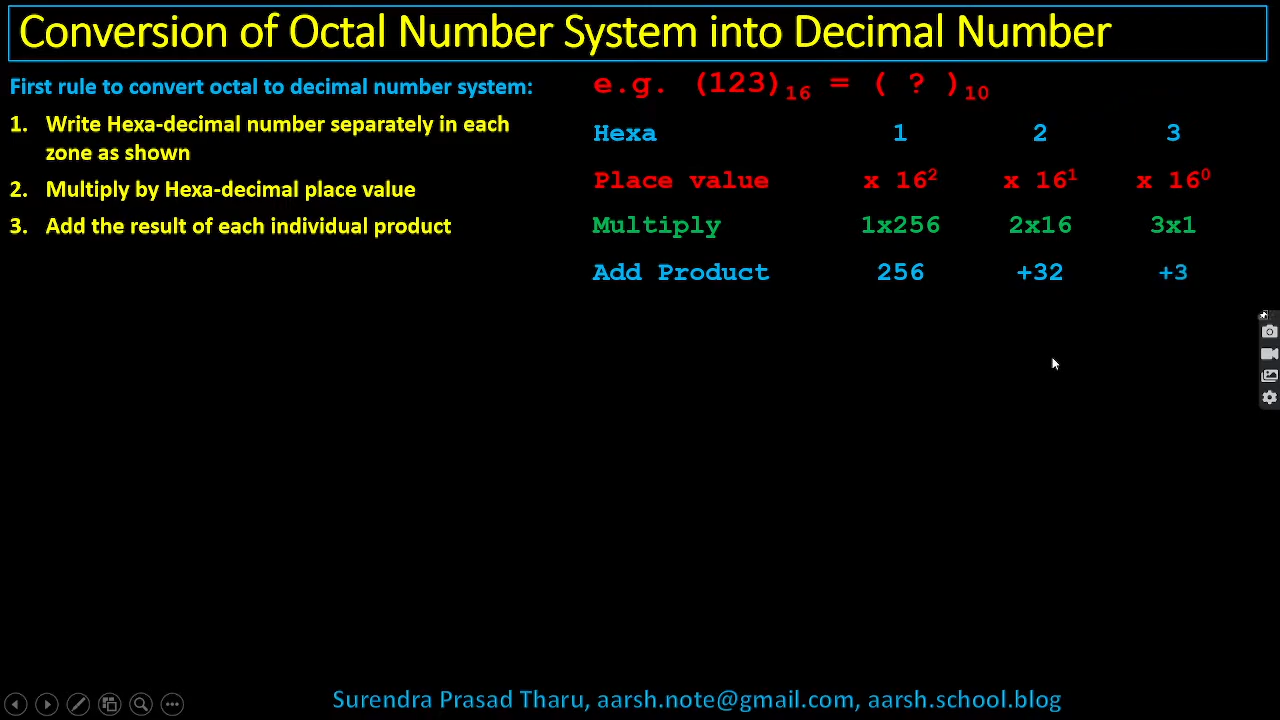 Conversion of Octal Number System into Decimal Number
First rule to convert octal to decimal number system:
1. Write Hexa-decimal number separately in each
zone as shown
2. Multiply by Hexa-decimal place value
3. Add the result of each individual product
e.g. (123)₁₆ = ( ? )₁₀
Hexa 1 2 3
Place value x 16² x 16¹ x 16⁰
Multiply 1x256 2x16 3x1
Add Product 256 +32 +3
Surendra Prasad Tharu, aarsh.note@gmail.com, aarsh.school.blog